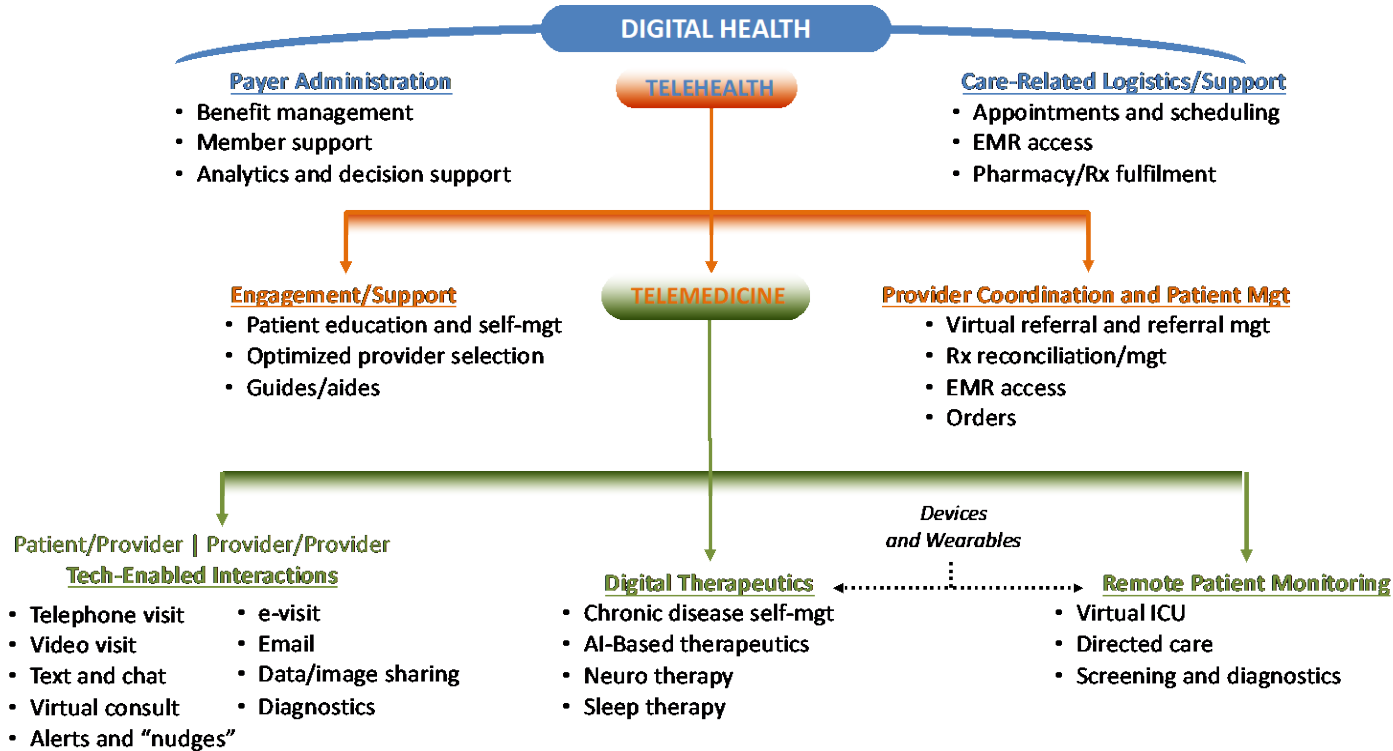 DIGITAL HEALTH
Payer Administration
• Benefit management
• Member support
• Analytics and decision support
TELEHEALTH
Care-Related Logistics/Support
• Appointments and scheduling
• EMR access
• Pharmacy/Rx fulfilment
Engagement/Support
• Patient education and self-mgt
• Optimized provider selection
• Guides/aides
TELEMEDICINE
Provider Coordination and Patient Mgt
• Virtual referral and referral mgt
• Rx reconciliation/mgt
• EMR access
• Orders
Patient/Provider | Provider/Provider
Tech-Enabled Interactions
• Telephone visit
• Video visit
• Text and chat
• Virtual consult
• Alerts and “nudges”
• e-visit
• Email
• Data/image sharing
• Diagnostics
Devices
and Wearables
Digital Therapeutics
• Chronic disease self-mgt
• AI-Based therapeutics
• Neuro therapy
• Sleep therapy
Remote Patient Monitoring
• Virtual ICU
• Directed care
• Screening and diagnostics